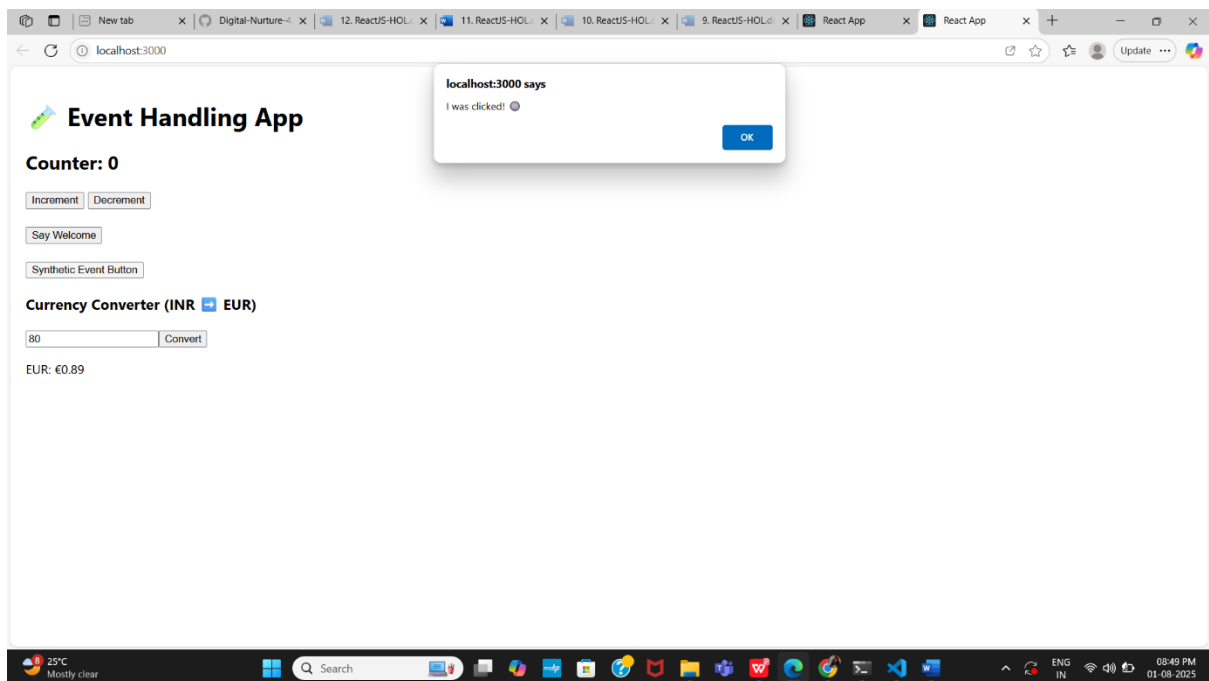 New tab
Digital-Nurture-4
12. ReactJS-HOL.
11. ReactJS-HOL.
10. ReactJS-HOL.
9. ReactJS-HOL.do
React App
React App
localhost:3000
Update
localhost:3000 says
I was clicked!
OK
Event Handling App
Counter: 0
Increment Decrement
Say Welcome
Synthetic Event Button
Currency Converter (INR ➡ EUR)
80 Convert
EUR: €0.89
8
25°C
Mostly clear
Search
ENG
IN
08:49 PM
01-08-2025